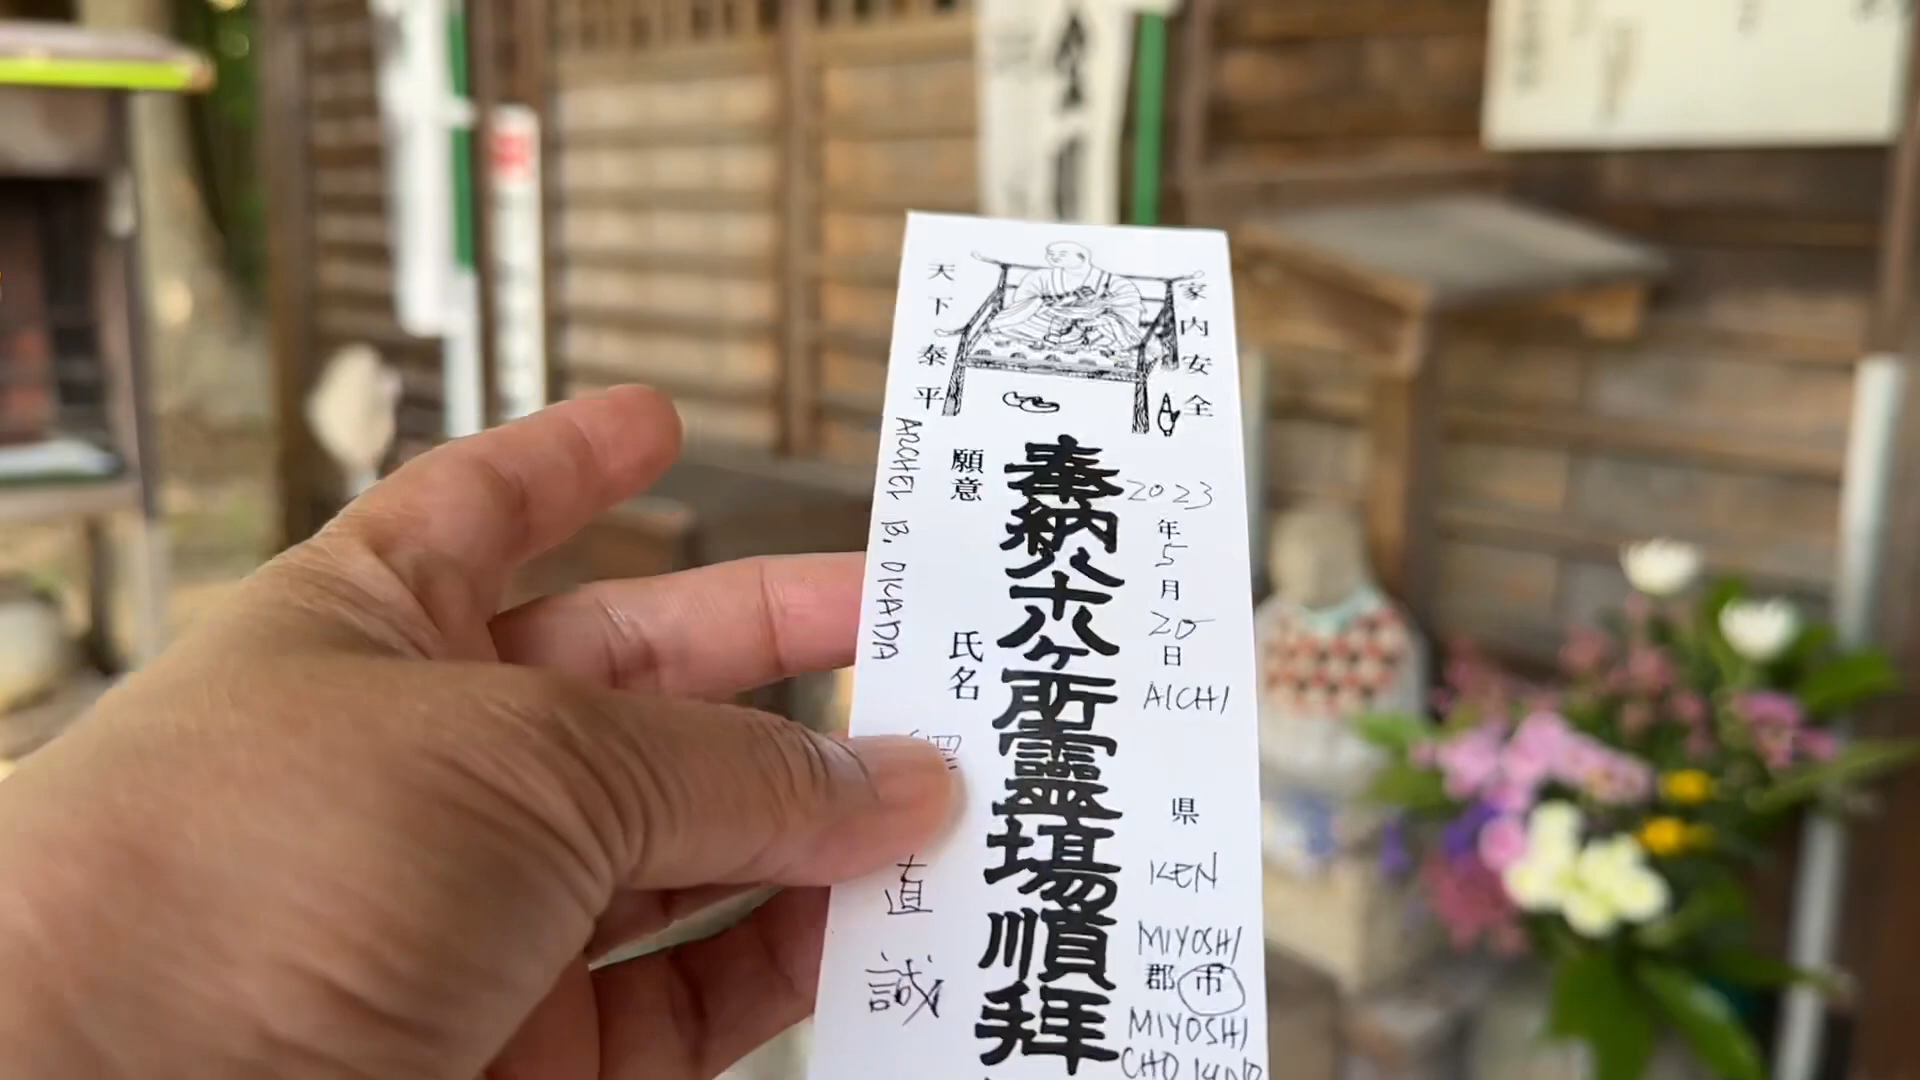 家内安全
天下泰平
2023年5月20日
AICHI 県 KEN
MIYOSHI 郡 市
MIYOSHI
CHO
奉納八十八ヶ所霊場順拝
願意
氏名
直誠
ARCHEL B. OKADA